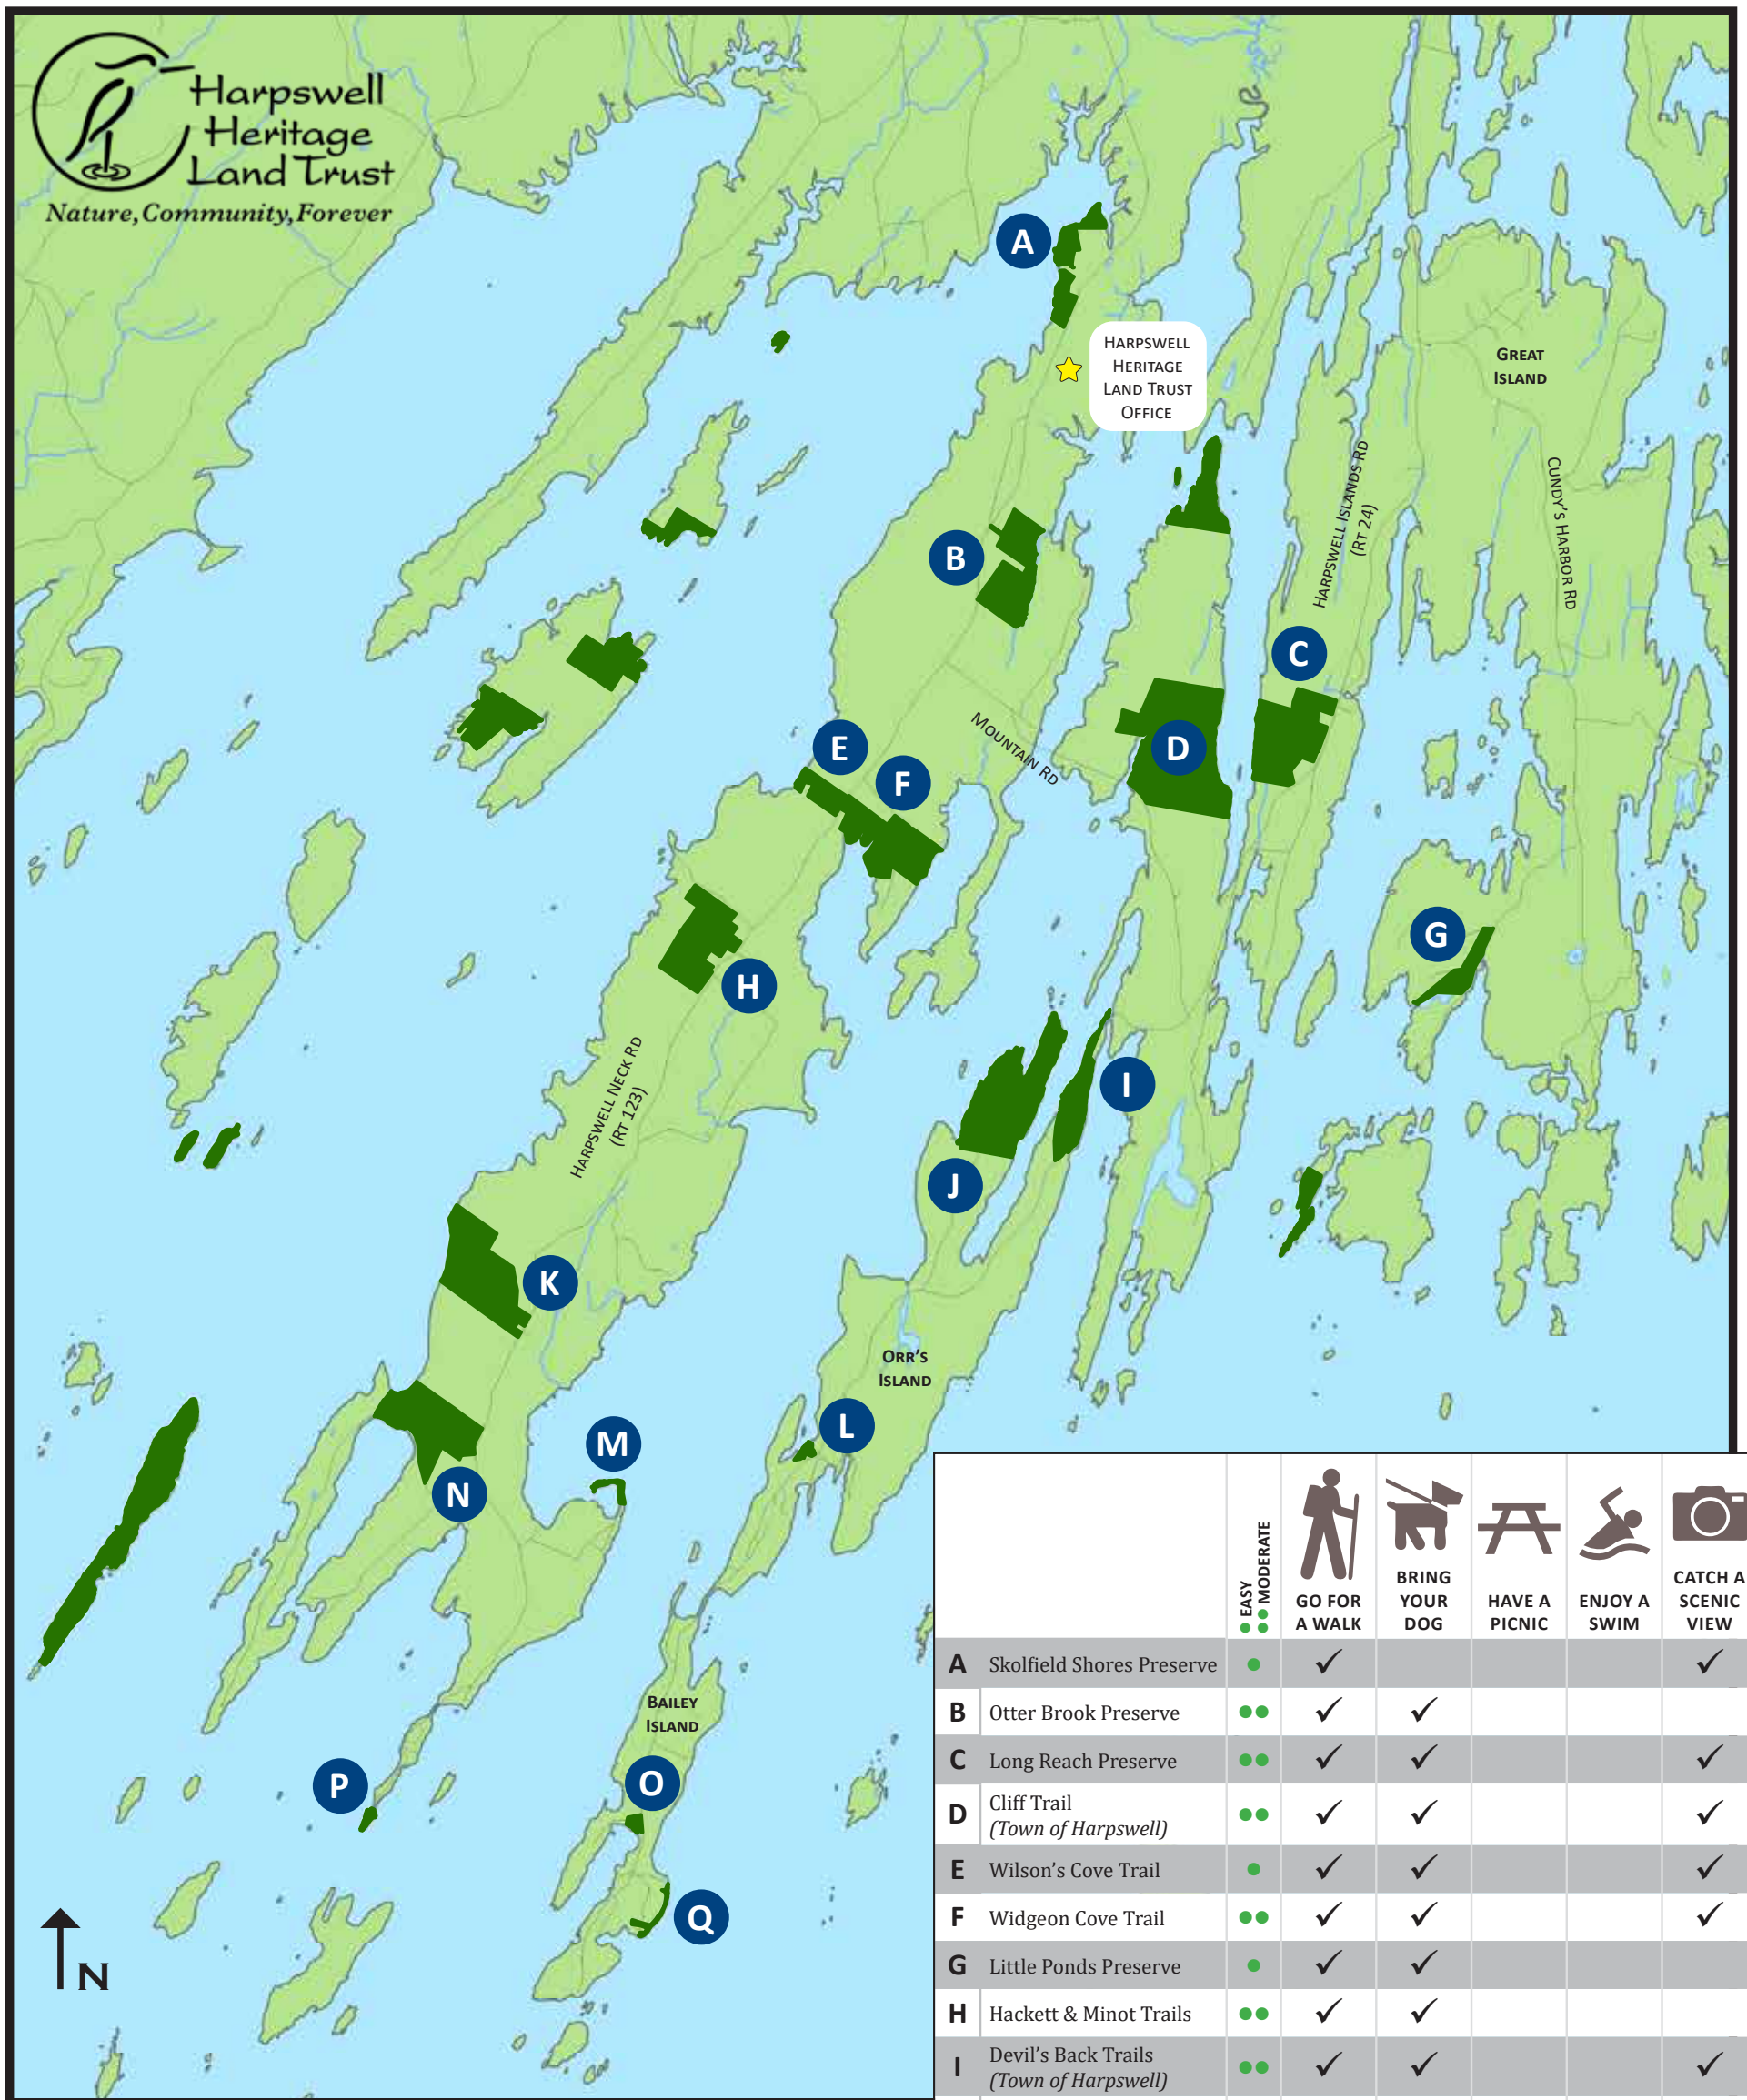 Harpswell
Heritage
Land Trust
Nature, Community, Forever
A
HARPSWELL
HERITAGE
LAND TRUST
OFFICE
GREAT
ISLAND
HARPSWELL ISLANDS RD
(RT 24)
CUNDY'S HARBOR RD
B
C
MOUNTAIN RD
D
E
F
G
H
HARPSWELL NECK RD
(RT 123)
I
J
K
ORR'S
ISLAND
L
M
N
BAILEY
ISLAND
O
P
Q
N
EASY
MODERATE
GO FOR
A WALK
BRING
YOUR
DOG
HAVE A
PICNIC
ENJOY A
SWIM
CATCH A
SCENIC
VIEW
A Skolfield Shores Preserve ● ✓ ✓
B Otter Brook Preserve ●● ✓ ✓
C Long Reach Preserve ●● ✓ ✓ ✓
D Cliff Trail
(Town of Harpswell) ●● ✓ ✓ ✓
E Wilson's Cove Trail ● ✓ ✓ ✓
F Widgeon Cove Trail ●● ✓ ✓ ✓
G Little Ponds Preserve ● ✓ ✓
H Hackett & Minot Trails ●● ✓ ✓
I Devil's Back Trails
(Town of Harpswell) ●● ✓ ✓ ✓